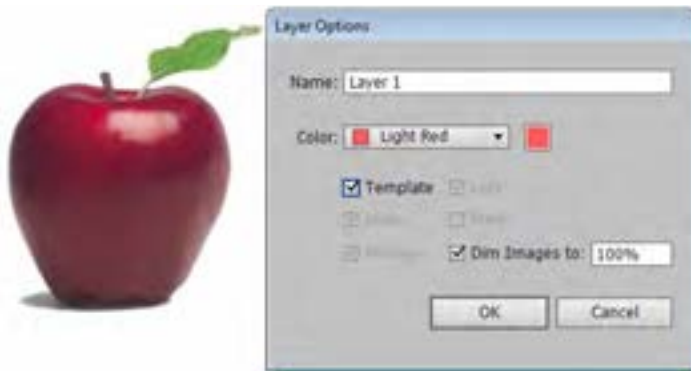 Layer Options
Name: Layer 1
Color: Light Red
Template Lock
Show Print
Preview Dim Images to: 100%
OK Cancel